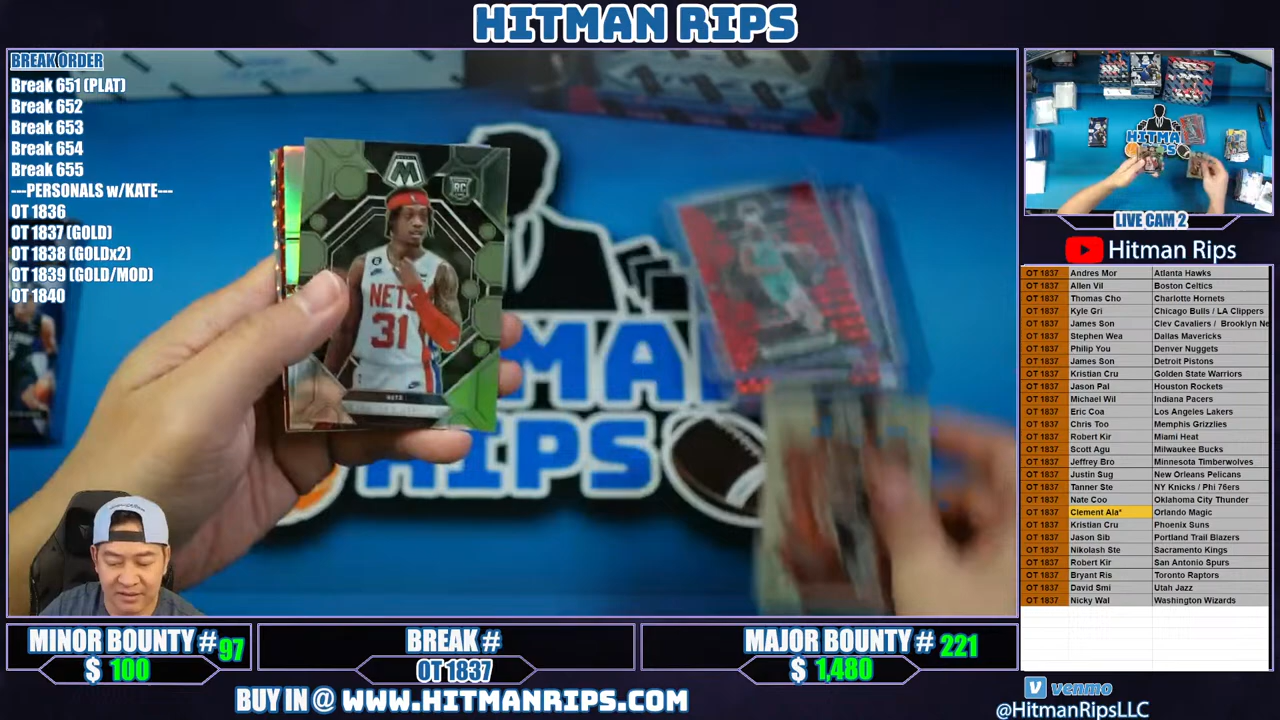 HITMAN RIPS
BREAK ORDER
Break 651 (PLAT)
Break 652
Break 653
Break 654
Break 655
---PERSONALS w/KATE---
OT 1836
OT 1837 (GOLD)
OT 1838 (GOLDx2)
OT 1839 (GOLD/MOD)
OT 1840
M
RC
NETS
31
NETS
RIPS
LIVE CAM 2
Hitman Rips
OT 1837 Andres Mor Atlanta Hawks
OT 1837 Allen Vil Boston Celtics
OT 1837 Thomas Cho Charlotte Hornets
OT 1837 Kyle Gri Chicago Bulls / LA Clippers
OT 1837 James Son Clev Cavaliers / Brooklyn Ne
OT 1837 Stephen Wea Dallas Mavericks
OT 1837 Philip You Denver Nuggets
OT 1837 James Son Detroit Pistons
OT 1837 Kristian Cru Golden State Warriors
OT 1837 Jason Pal Houston Rockets
OT 1837 Michael Wil Indiana Pacers
OT 1837 Eric Coa Los Angeles Lakers
OT 1837 Chris Too Memphis Grizzlies
OT 1837 Robert Kir Miami Heat
OT 1837 Scott Agu Milwaukee Bucks
OT 1837 Jeffrey Bro Minnesota Timberwolves
OT 1837 Justin Sug New Orleans Pelicans
OT 1837 Tanner Ste NY Knicks / Phi 76ers
OT 1837 Nate Coo Oklahoma City Thunder
OT 1837 Clement Ala* Orlando Magic
OT 1837 Kristian Cru Phoenix Suns
OT 1837 Jason Sib Portland Trail Blazers
OT 1837 Nikolash Ste Sacramento Kings
OT 1837 Robert Kir San Antonio Spurs
OT 1837 Bryant Ris Toronto Raptors
OT 1837 David Smi Utah Jazz
OT 1837 Nicky Wal Washington Wizards
MINOR BOUNTY # 97
$ 100
BREAK #
OT 1837
MAJOR BOUNTY # 221
$ 1,480
BUY IN @ WWW.HITMANRIPS.COM
venmo
@HitmanRipsLLC